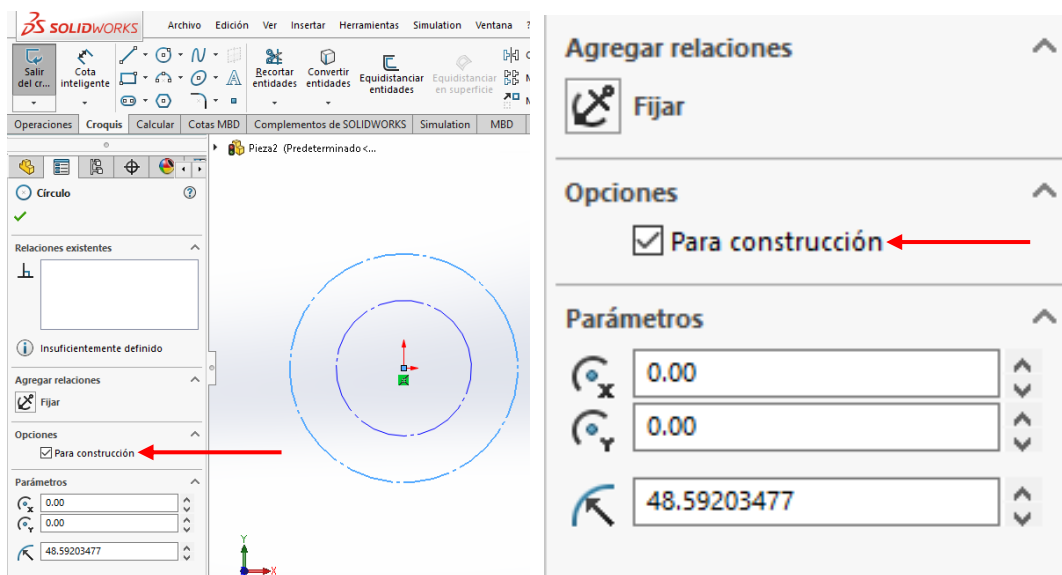 SOLIDWORKS Archivo Edición Ver Insertar Herramientas Simulation Ventana ?
Salir del cr...
Cota inteligente
Recortar entidades
Convertir entidades
Equidistanciar entidades
Equidistanciar en superficie
Operaciones Croquis Calcular Cotas MBD Complementos de SOLIDWORKS Simulation MBD
Pieza2 (Predeterminado<...
Círculo
Relaciones existentes
Insuficientemente definido
Agregar relaciones
Fijar
Opciones
Para construcción
Parámetros
0.00
0.00
48.59203477
Y
X
Agregar relaciones
Fijar
Opciones
Para construcción
Parámetros
0.00
0.00
48.59203477